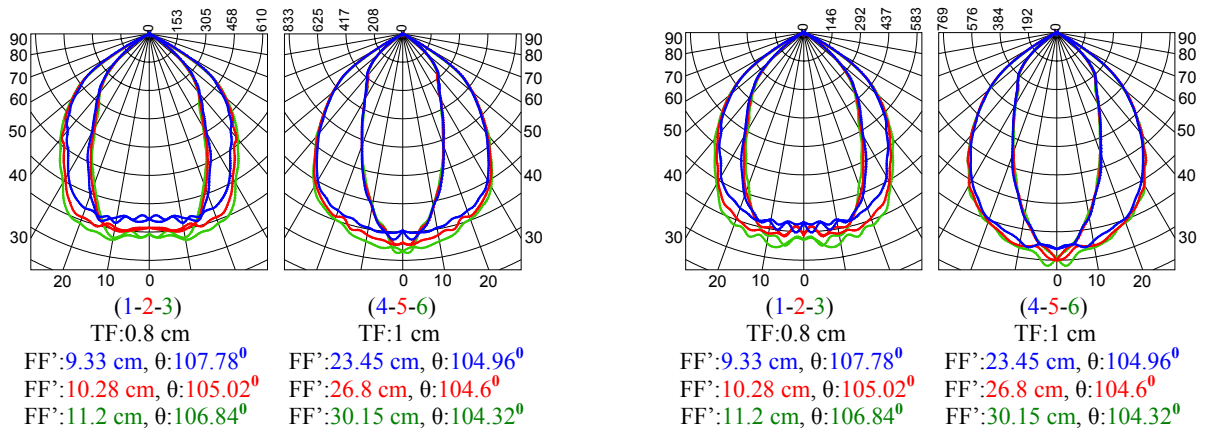 0 153 305 458 610
90 80 70 60 50 40 30
20 10 0
(1-2-3)
TF:0.8 cm
FF':9.33 cm, θ:107.78⁰
FF':10.28 cm, θ:105.02⁰
FF':11.2 cm, θ:106.84⁰
833 625 417 208 0
90 80 70 60 50 40 30
0 10 20
(4-5-6)
TF:1 cm
FF':23.45 cm, θ:104.96⁰
FF':26.8 cm, θ:104.6⁰
FF':30.15 cm, θ:104.32⁰
0 146 292 437 583
90 80 70 60 50 40 30
20 10 0
(1-2-3)
TF:0.8 cm
FF':9.33 cm, θ:107.78⁰
FF':10.28 cm, θ:105.02⁰
FF':11.2 cm, θ:106.84⁰
769 576 384 192 0
90 80 70 60 50 40 30
0 10 20
(4-5-6)
TF:1 cm
FF':23.45 cm, θ:104.96⁰
FF':26.8 cm, θ:104.6⁰
FF':30.15 cm, θ:104.32⁰